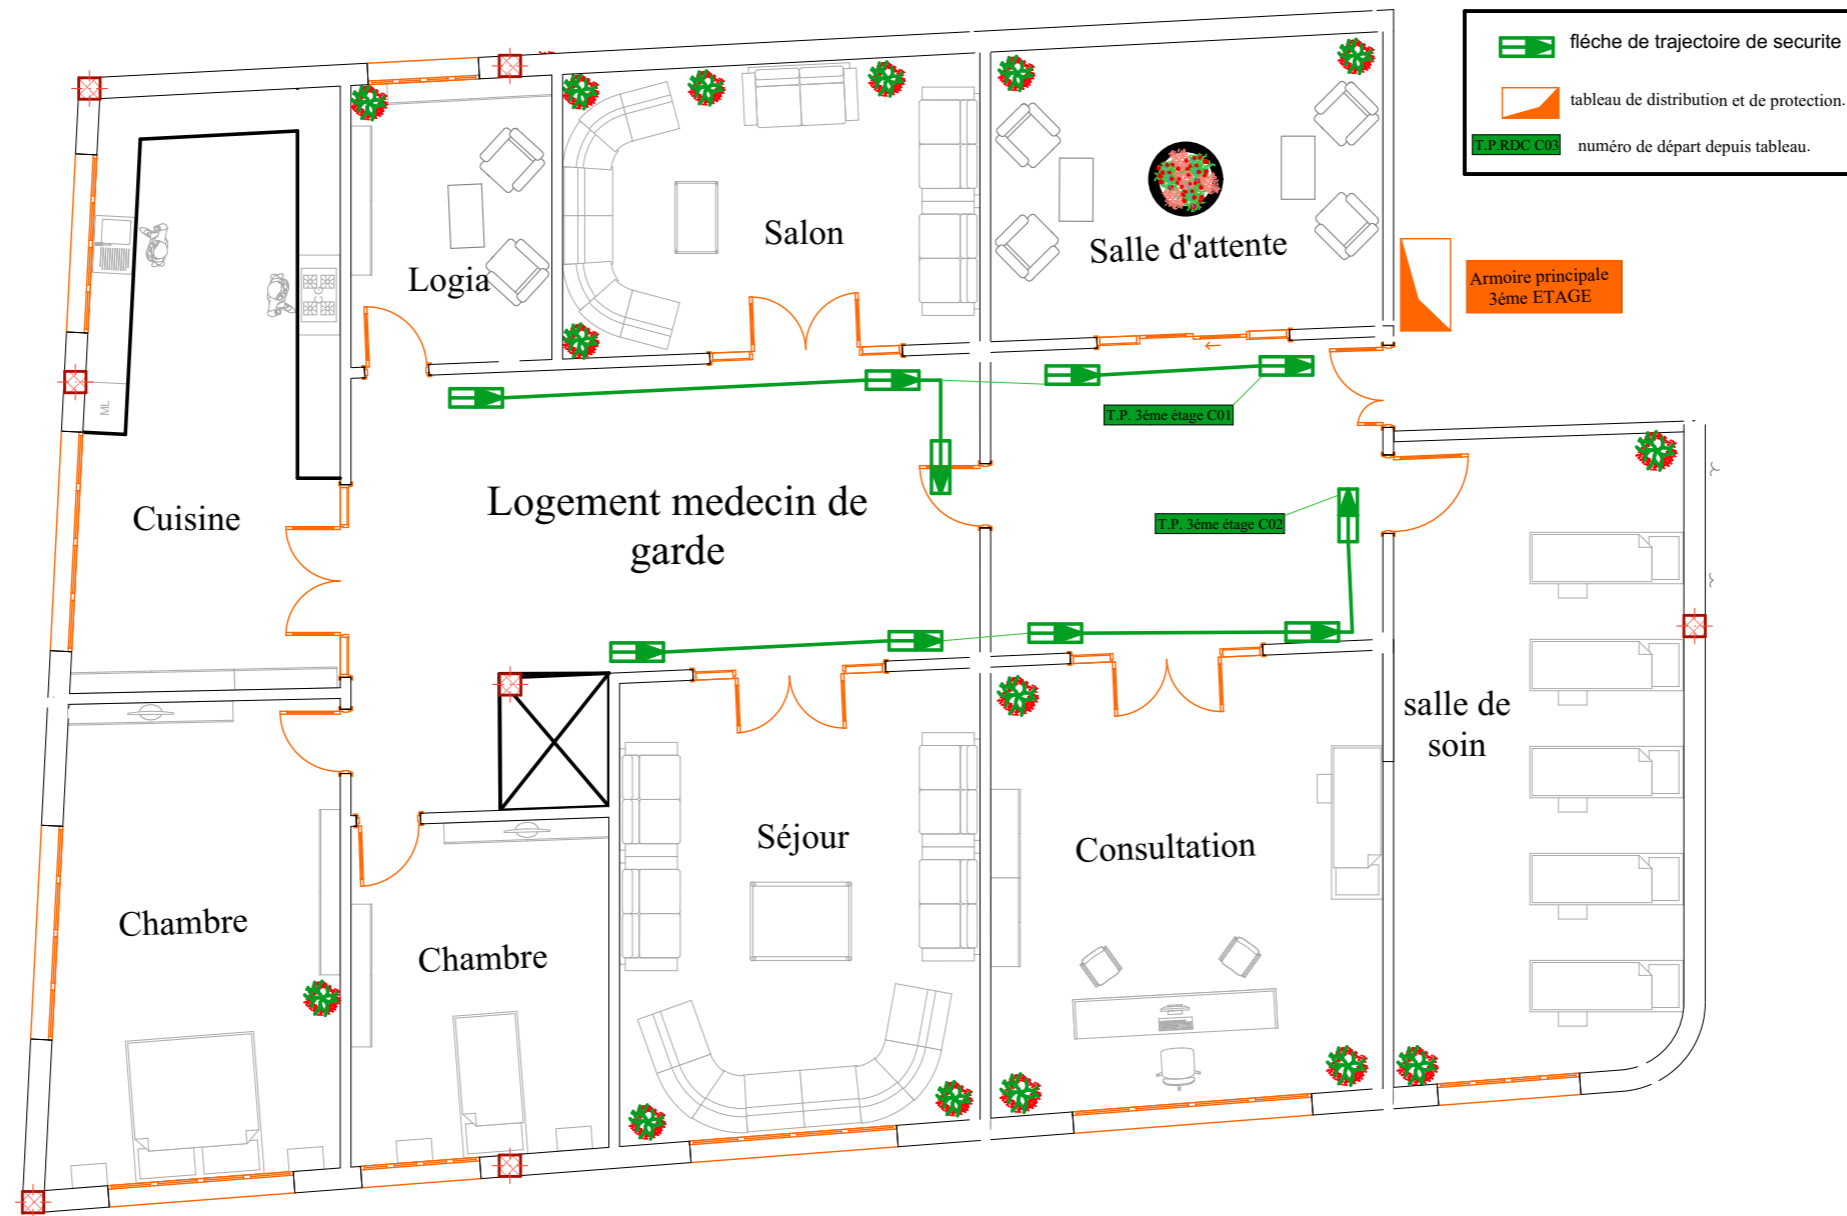 fléche de trajectoire de securite
tableau de distribution et de protection.
T.P.RDC C03
numéro de départ depuis tableau.
Salon
Salle d'attente
Logia
Armoire principale
3éme ETAGE
T.P. 3éme étage C01
ML
Cuisine
Logement medecin de
garde
T.P. 3éme étage C02
salle de
soin
Séjour
Consultation
Chambre
Chambre